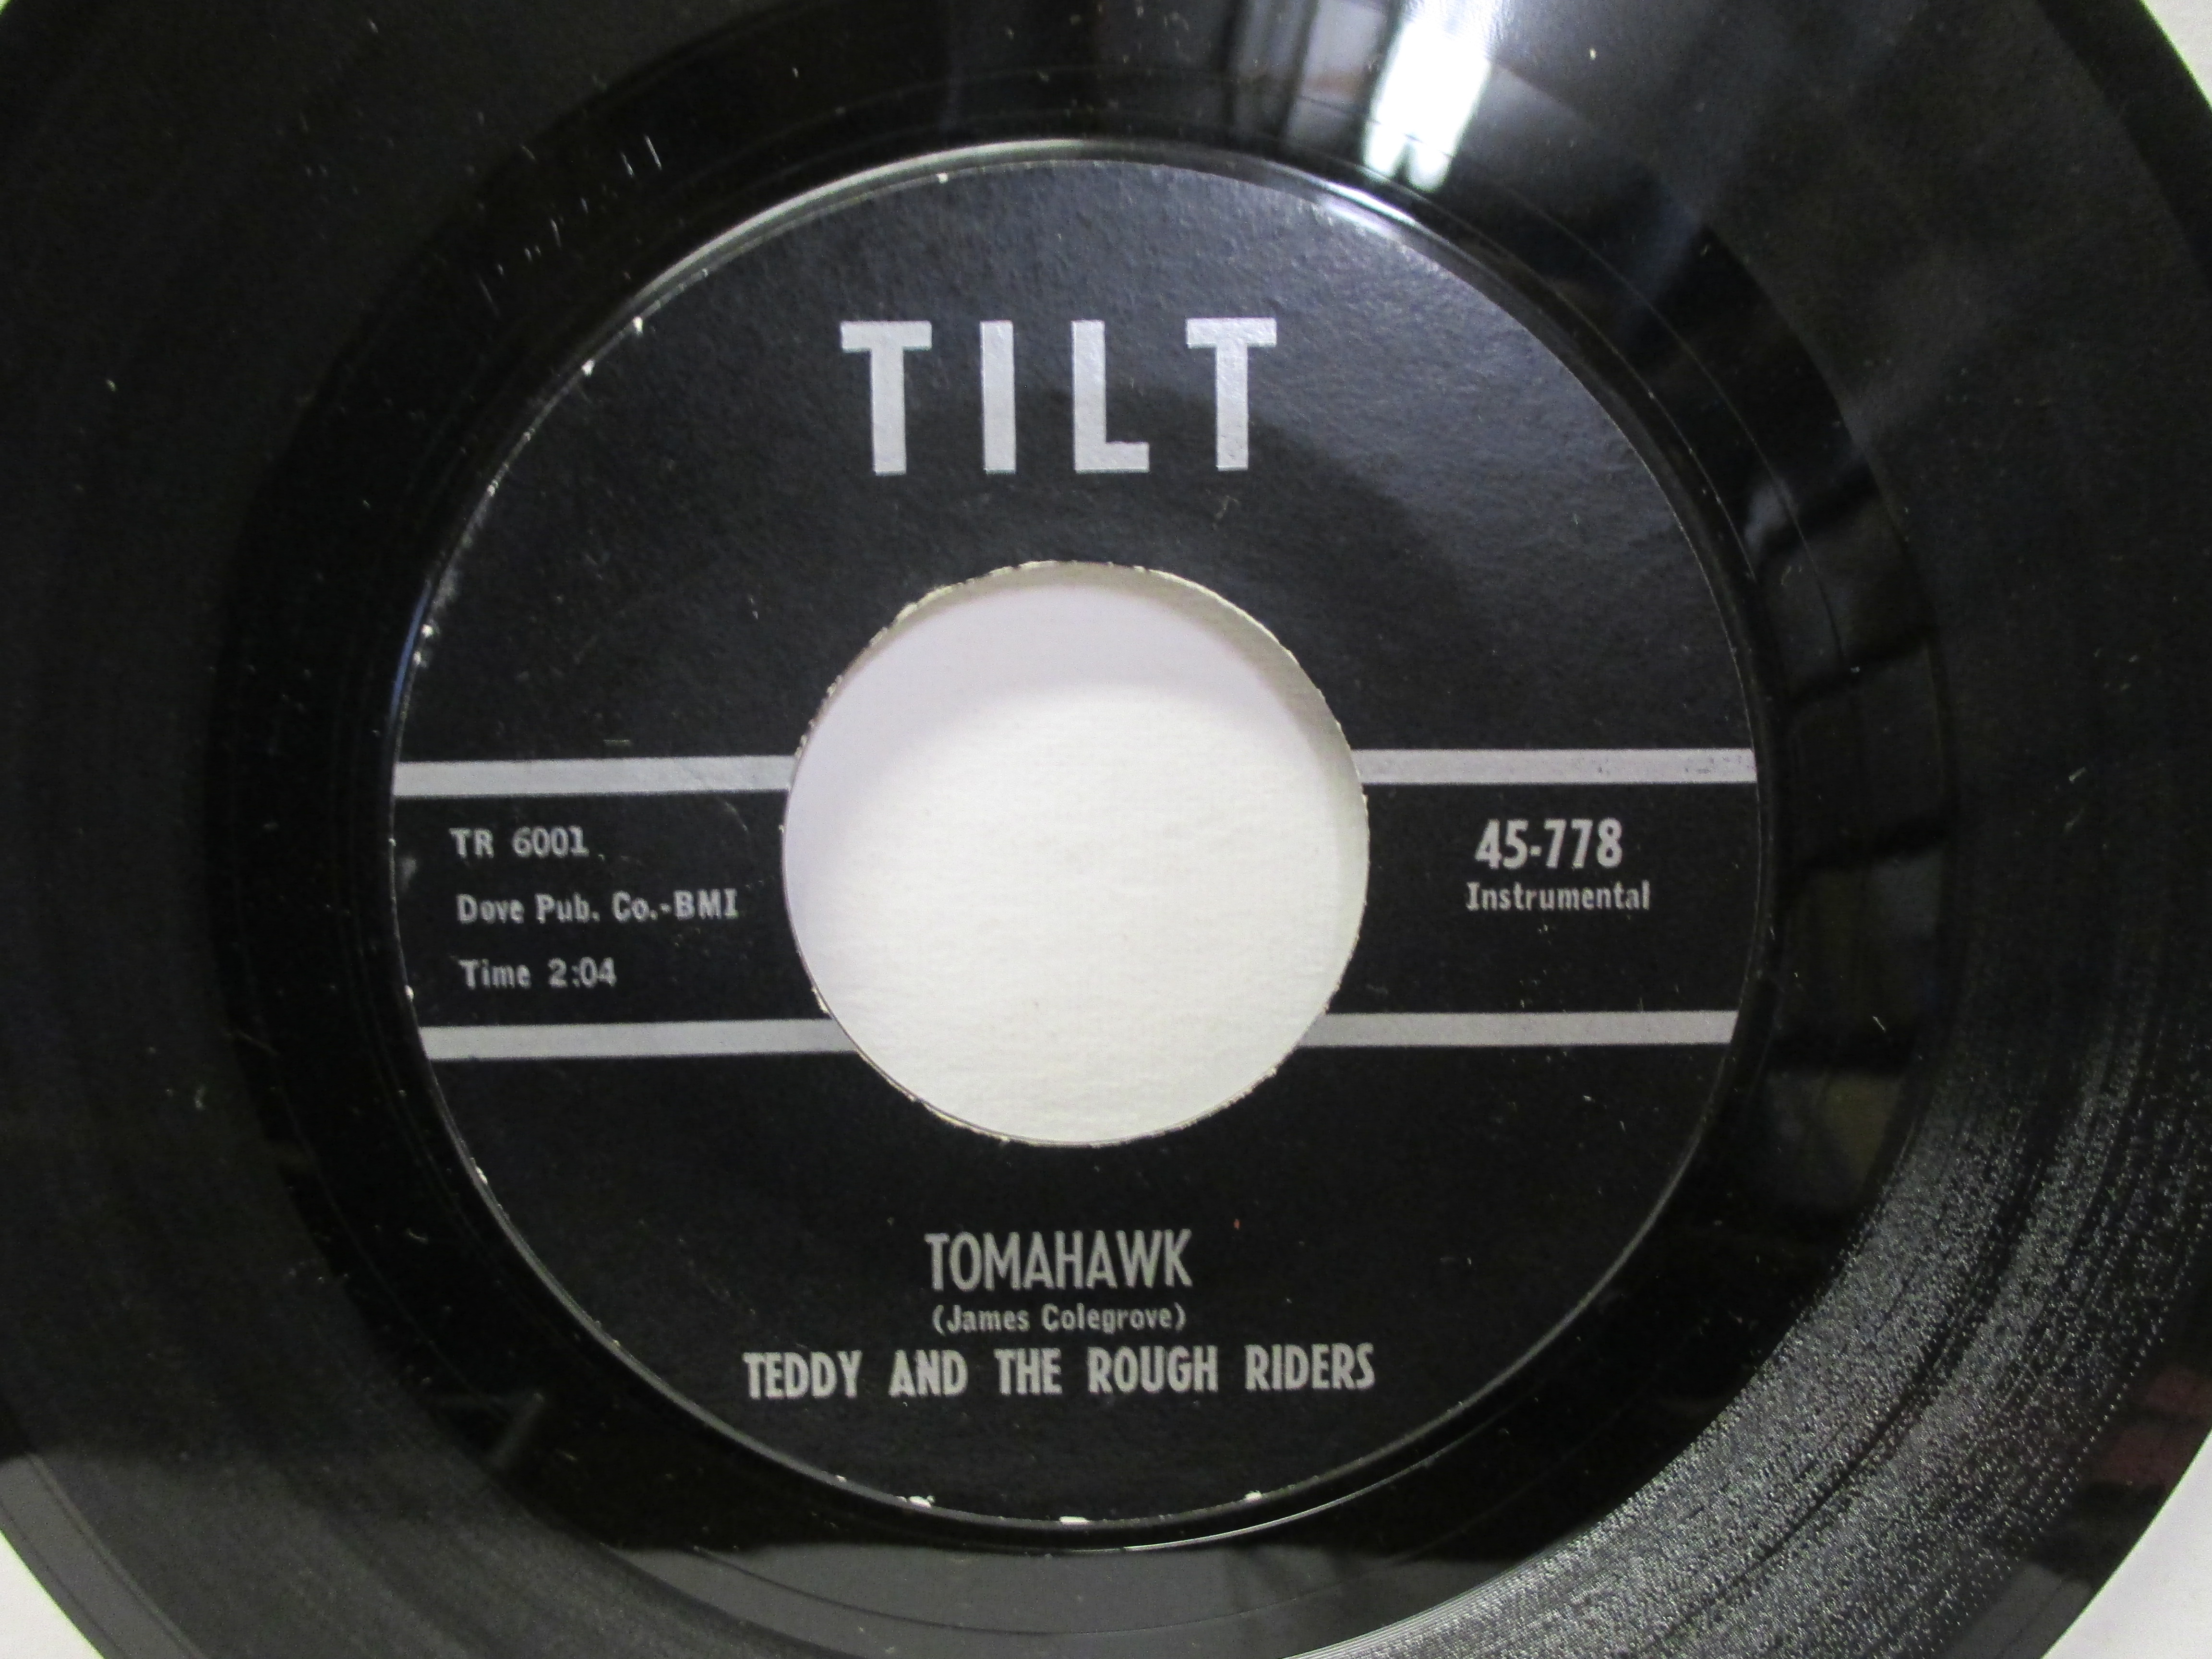 TILT
TR 6001
Dove Pub. Co.-BMI
Time 2:04
45-778
Instrumental
TOMAHAWK
(James Colegrove)
TEDDY AND THE ROUGH RIDERS